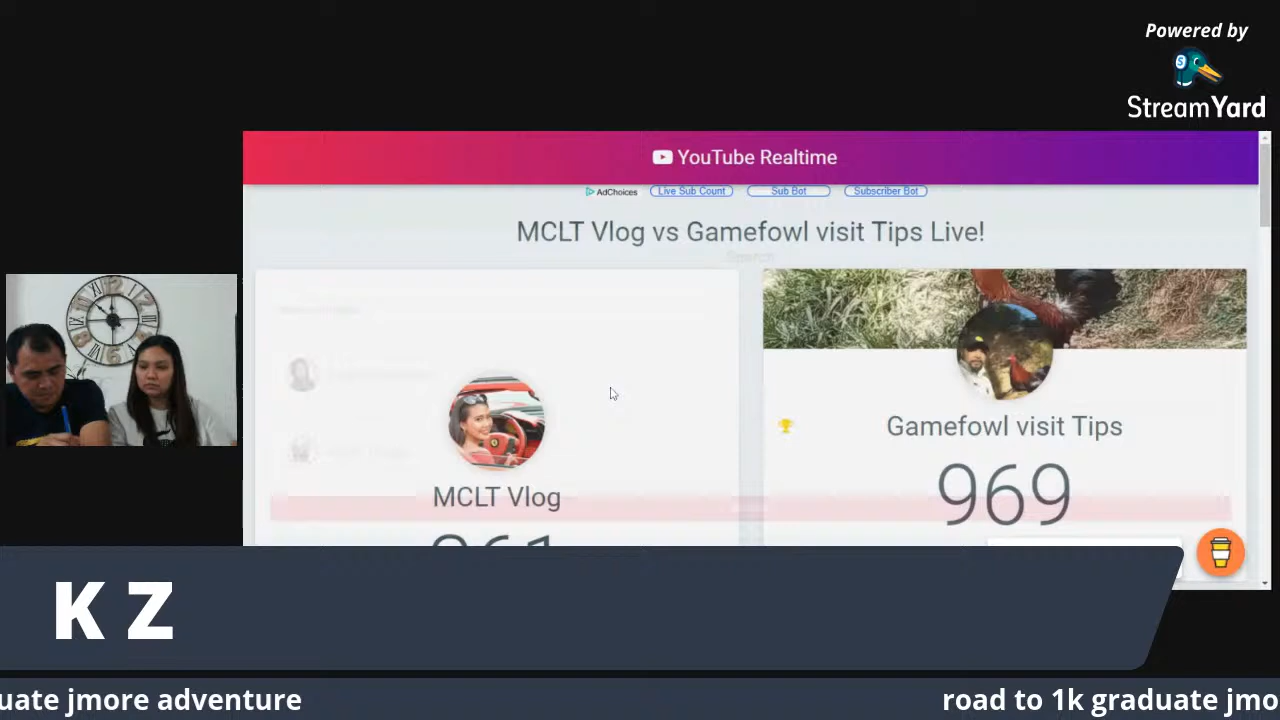 Powered by
StreamYard
YouTube Realtime
AdChoices
Live Sub Count
Sub Bot
Subscriber Bot
MCLT Vlog vs Gamefowl visit Tips Live!
MCLT Vlog
Gamefowl visit Tips
969
K Z
uate jmore adventure
road to 1k graduate jmo